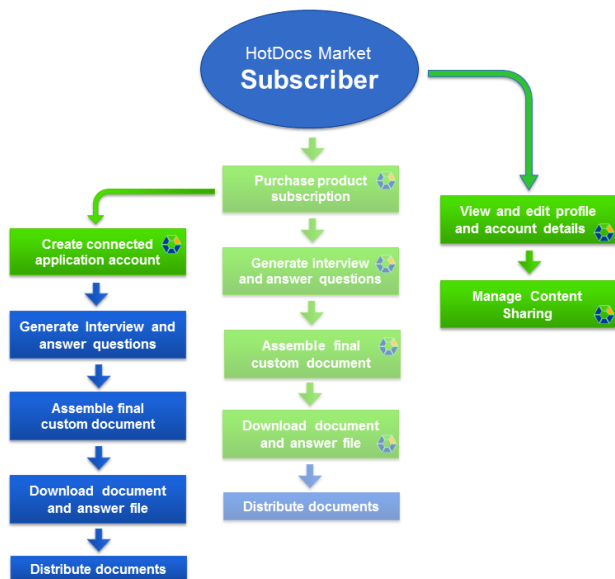 HotDocs Market
Subscriber
Purchase product
subscription
View and edit profile
and account details
Create connected
application account
Generate interview
and answer questions
Manage Content
Sharing
Generate Interview and
answer questions
Assemble final
custom document
Assemble final
custom document
Download document
and answer file
Download document
and answer file
Distribute documents
Distribute documents